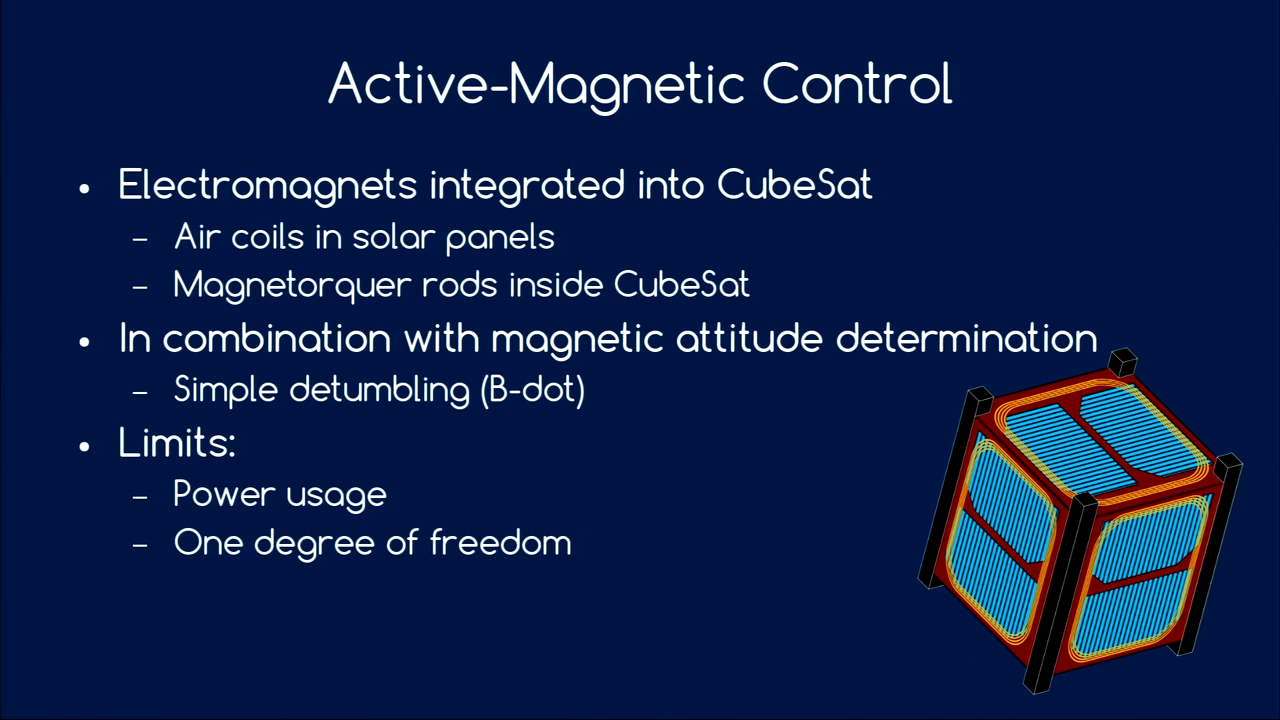 Active-Magnetic Control
• Electromagnets integrated into CubeSat
– Air coils in solar panels
– Magnetorquer rods inside CubeSat
• In combination with magnetic attitude determination
– Simple detumbling (B-dot)
• Limits:
– Power usage
– One degree of freedom